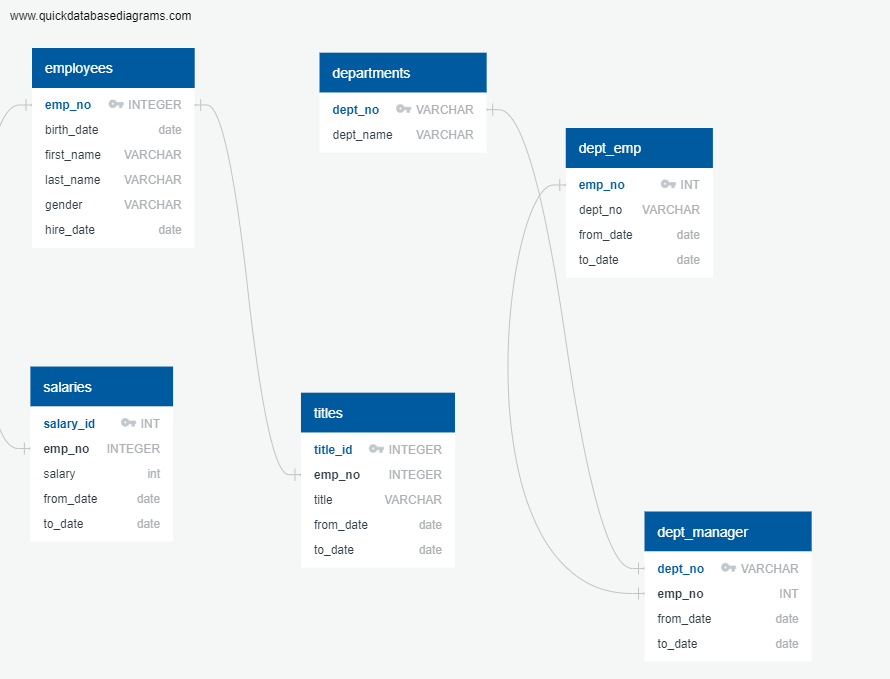 www.quickdatabasediagrams.com
employees
emp_no INTEGER
birth_date date
first_name VARCHAR
last_name VARCHAR
gender VARCHAR
hire_date date
departments
dept_no VARCHAR
dept_name VARCHAR
dept_emp
emp_no INT
dept_no VARCHAR
from_date date
to_date date
salaries
salary_id INT
emp_no INTEGER
salary int
from_date date
to_date date
titles
title_id INTEGER
emp_no INTEGER
title VARCHAR
from_date date
to_date date
dept_manager
dept_no VARCHAR
emp_no INT
from_date date
to_date date